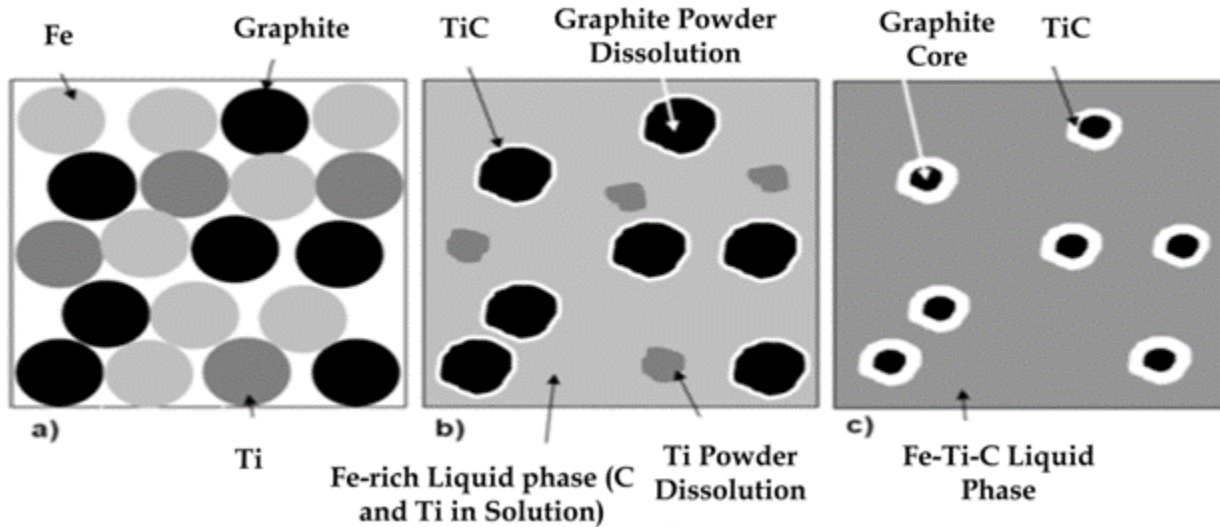 Fe
Graphite
TiC
Graphite Powder
Dissolution
Graphite
Core
TiC
a)
b)
c)
Ti
Fe-rich Liquid phase (C
and Ti in Solution)
Ti Powder
Dissolution
Fe-Ti-C Liquid
Phase